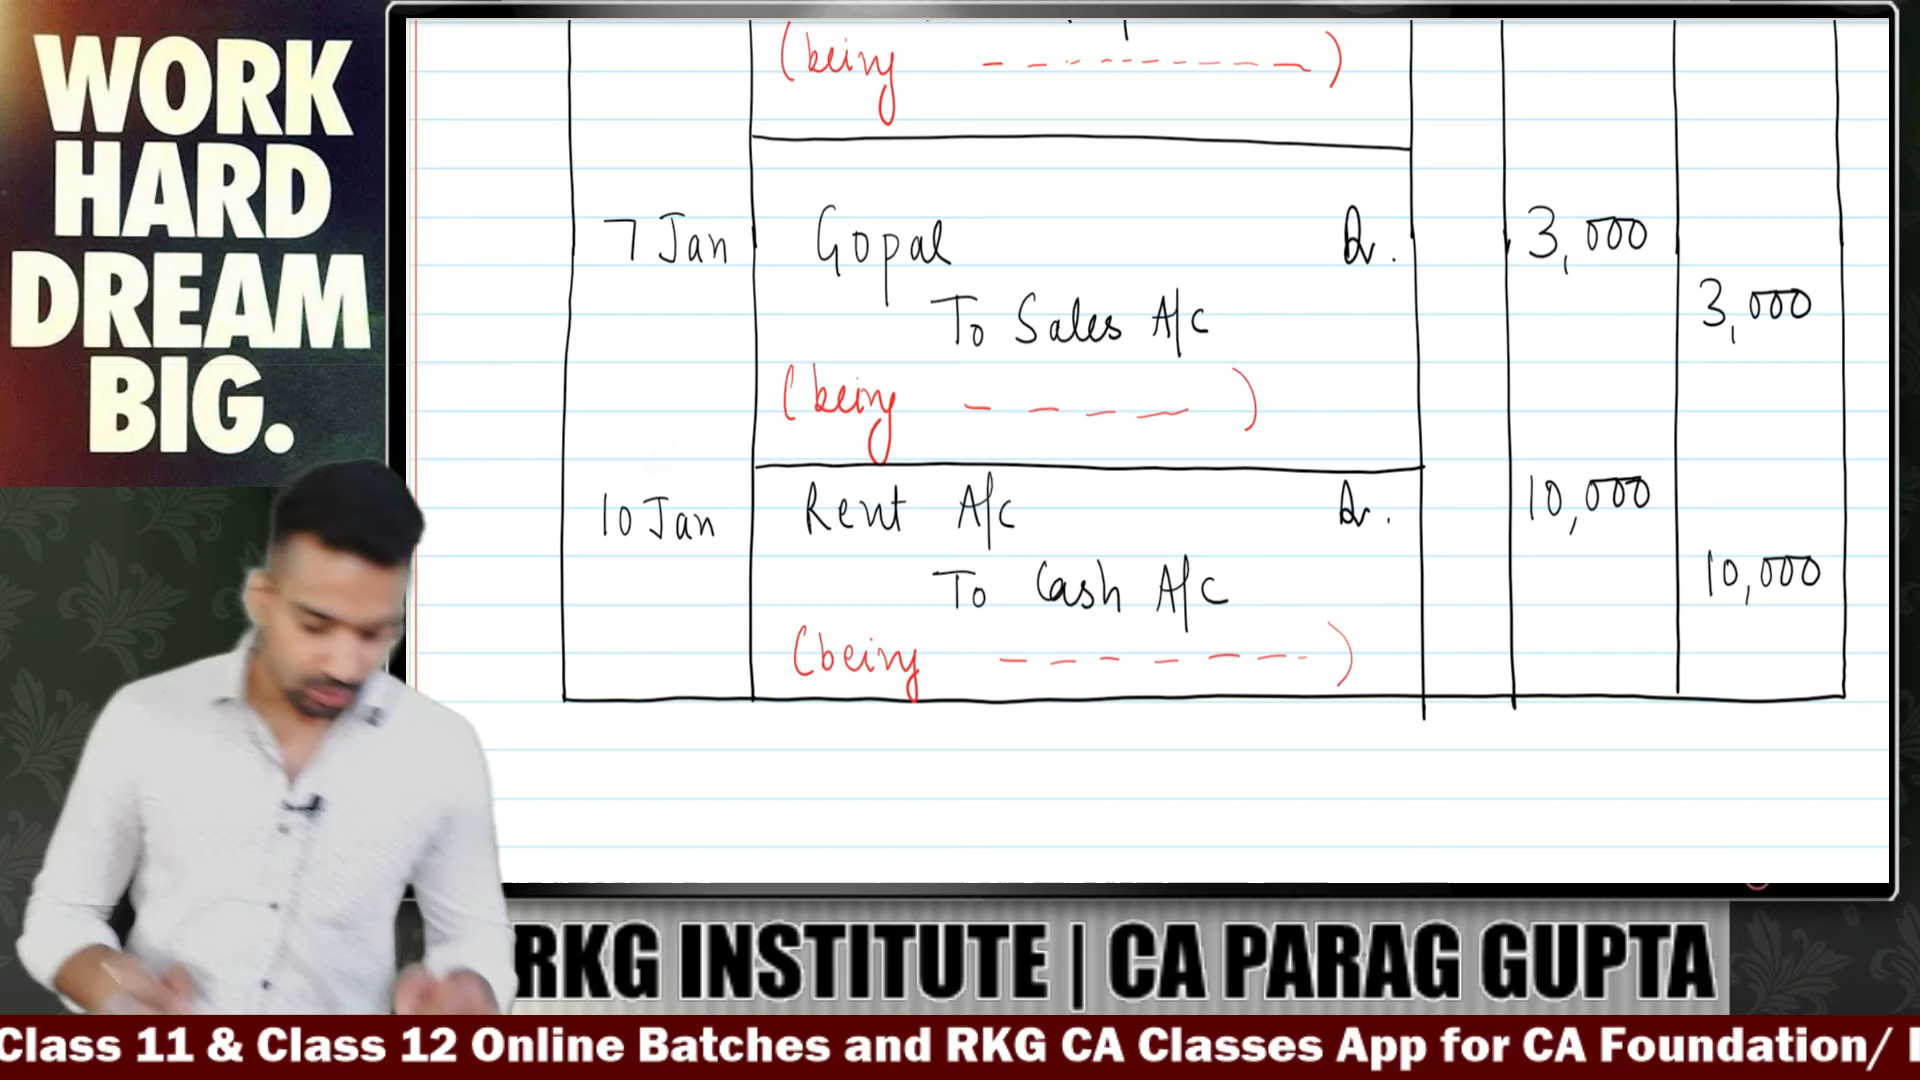 WORK
HARD
DREAM
BIG.
(being - - - - - - - - - - )
7 Jan Gopal Dr. 3,000
To Sales A/c 3,000
(being - - - - )
10 Jan Rent A/c Dr. 10,000
To Cash A/c 10,000
(being - - - - - - - )
RKG INSTITUTE | CA PARAG GUPTA
Class 11 & Class 12 Online Batches and RKG CA Classes App for CA Foundation/